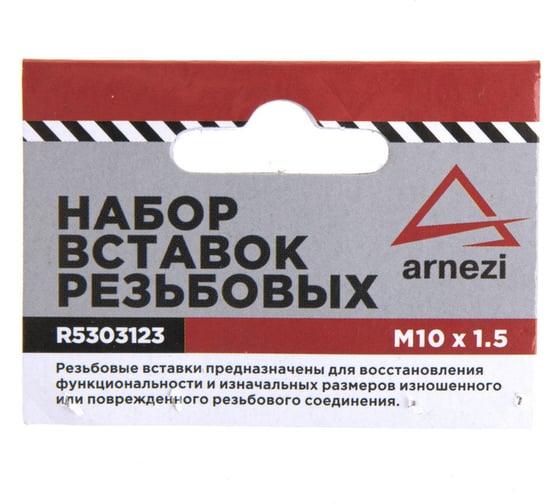 НАБОР
ВСТАВОК
РЕЗЬБОВЫХ
arnezi
R5303123
M10 x 1.5
Резьбовые вставки предназначены для восстановления
функциональности и изначальных размеров изношенного
или поврежденного резьбового соединения.